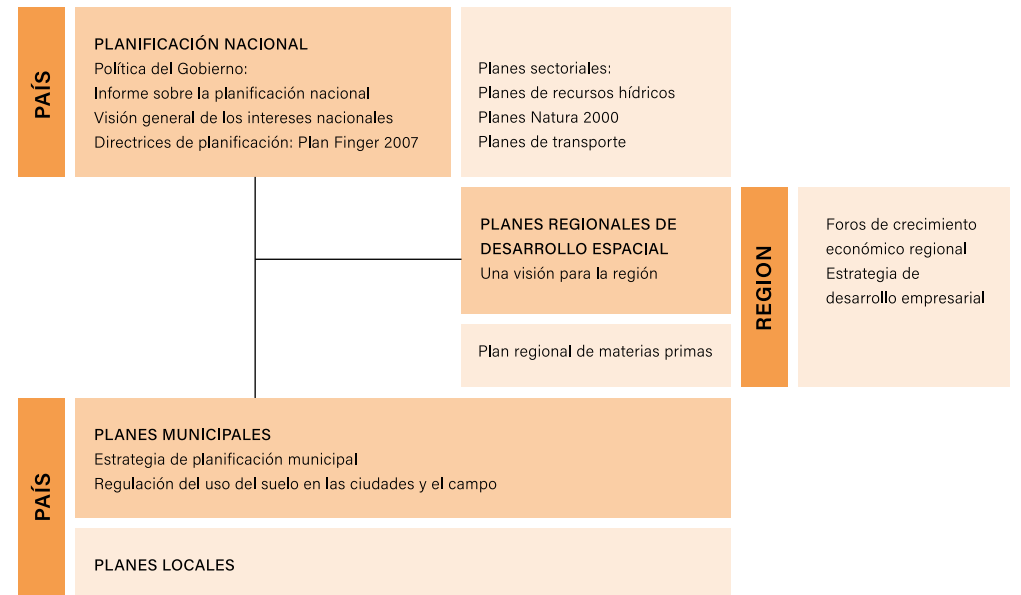 PAÍS
PLANIFICACIÓN NACIONAL
Política del Gobierno:
Informe sobre la planificación nacional
Visión general de los intereses nacionales
Directrices de planificación: Plan Finger 2007
Planes sectoriales:
Planes de recursos hídricos
Planes Natura 2000
Planes de transporte
PLANES REGIONALES DE
DESARROLLO ESPACIAL
Una visión para la región
Plan regional de materias primas
REGION
Foros de crecimiento
económico regional
Estrategia de
desarrollo empresarial
PAÍS
PLANES MUNICIPALES
Estrategia de planificación municipal
Regulación del uso del suelo en las ciudades y el campo
PLANES LOCALES